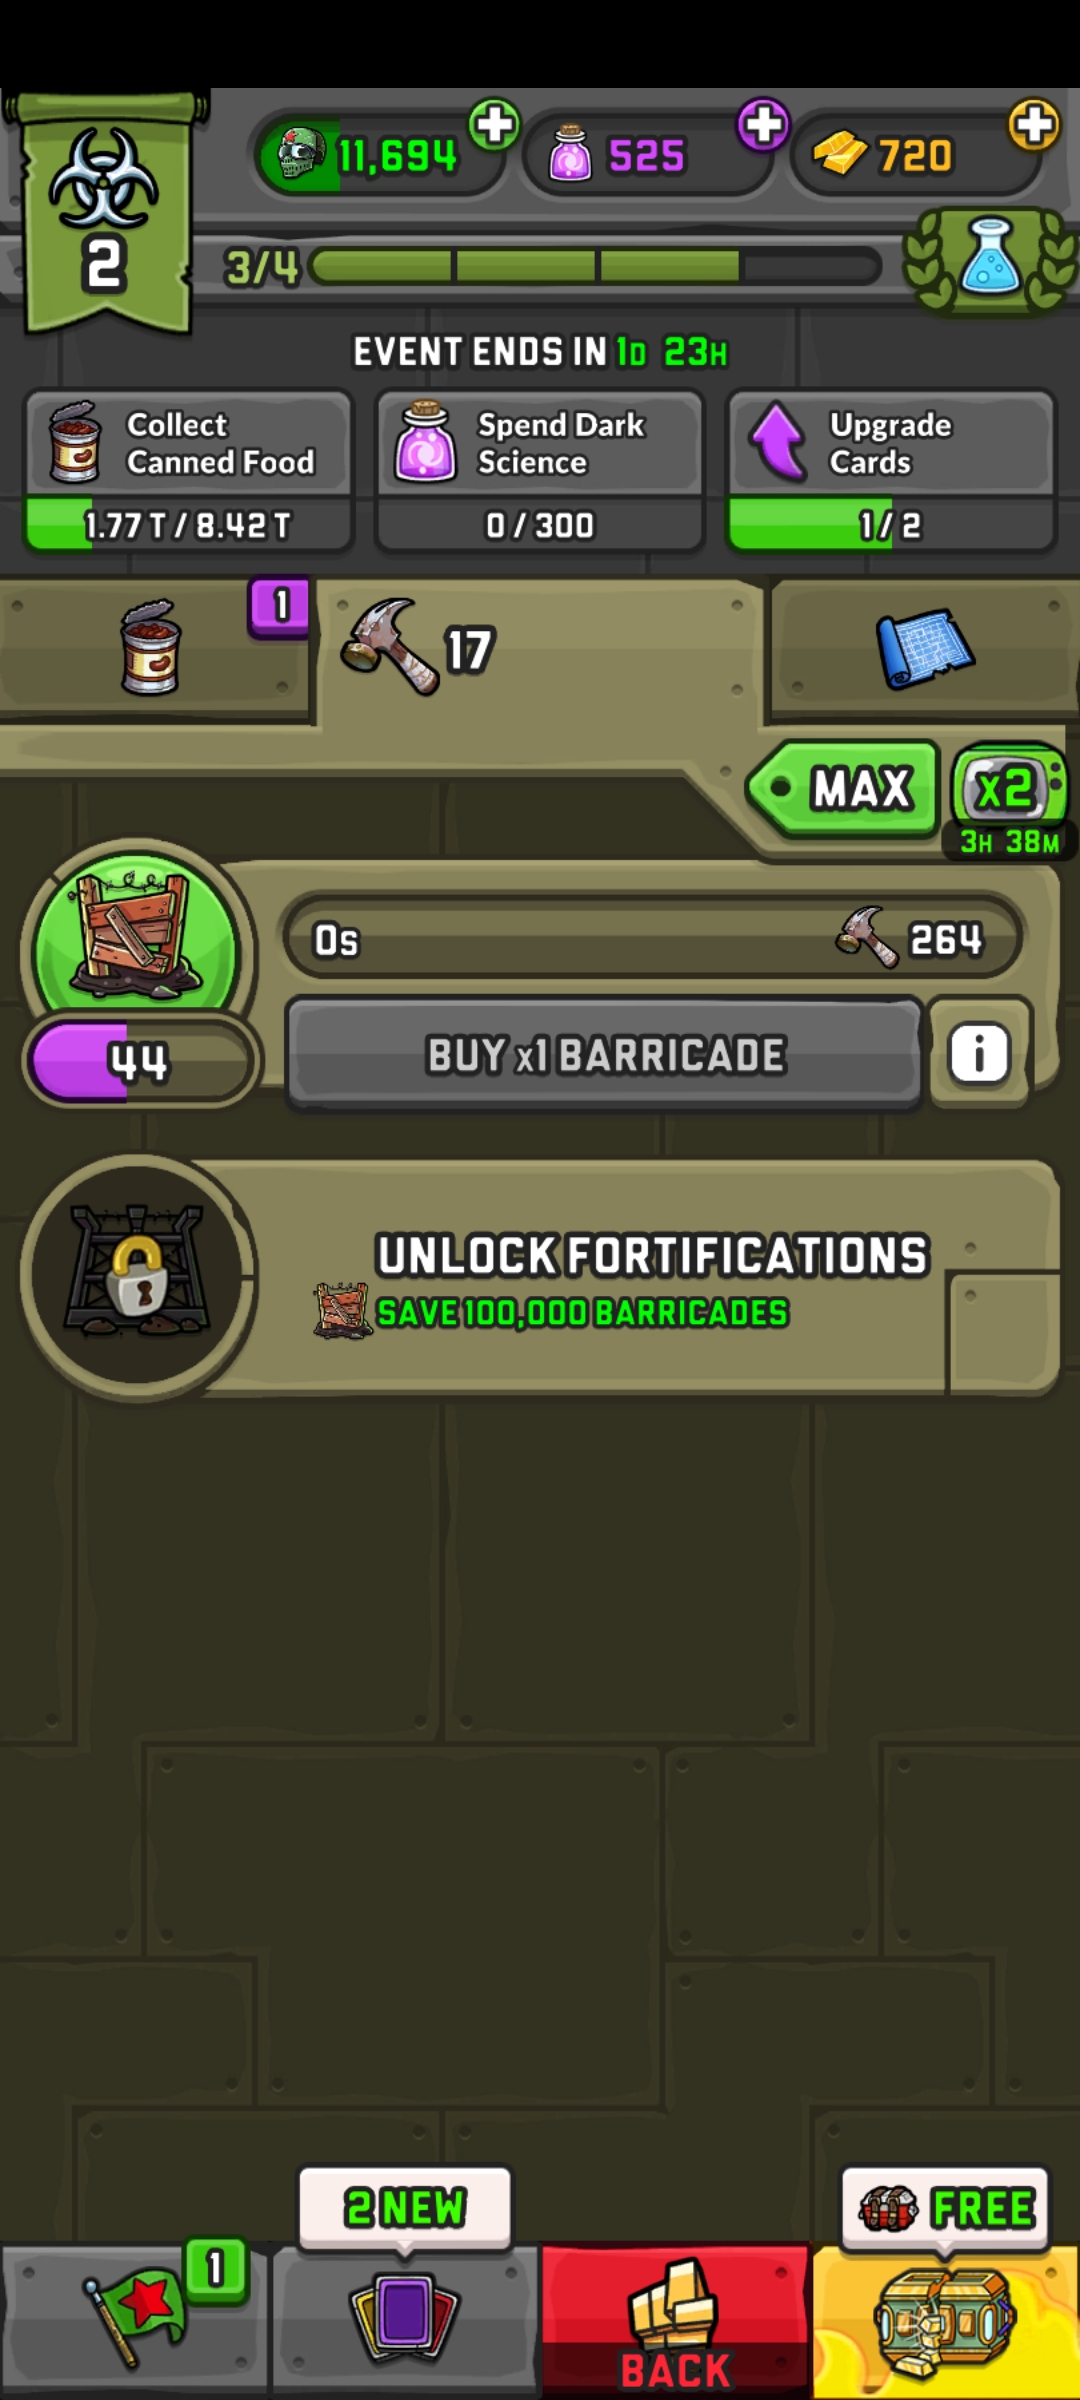 11,694
525
720
2
3/4
EVENT ENDS IN 1D 23H
Collect
Canned Food
1.77 T / 8.42 T
Spend Dark
Science
0 / 300
Upgrade
Cards
1 / 2
1
17
MAX
x2
3H 38M
0s
264
44
BUY x1 BARRICADE
i
UNLOCK FORTIFICATIONS
SAVE 100,000 BARRICADES
2 NEW
FREE
1
BACK